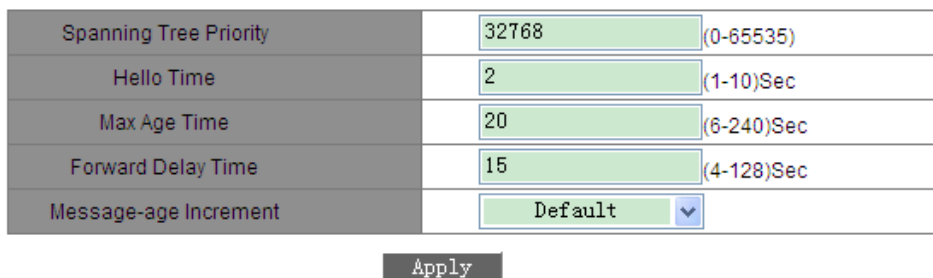 Spanning Tree Priority 32768 (0-65535)
Hello Time 2 (1-10)Sec
Max Age Time 20 (6-240)Sec
Forward Delay Time 15 (4-128)Sec
Message-age Increment Default
Apply